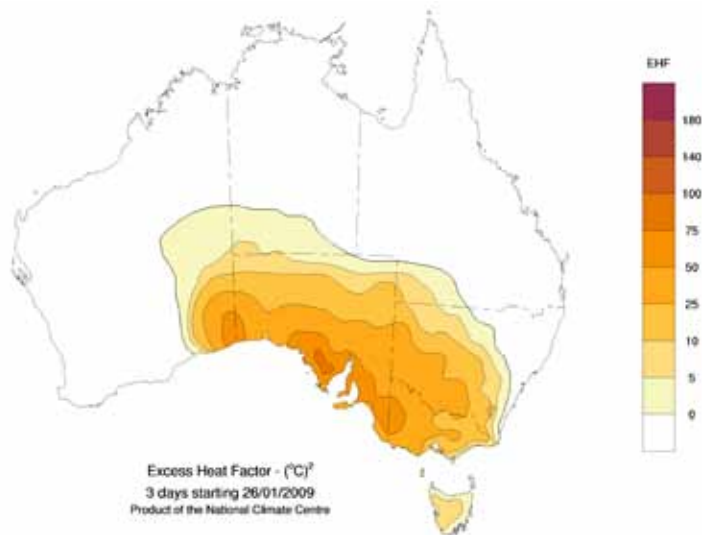 EHF
180
140
100
75
50
25
10
5
0
Excess Heat Factor - (°C)²
3 days starting 26/01/2009
Product of the National Climate Centre